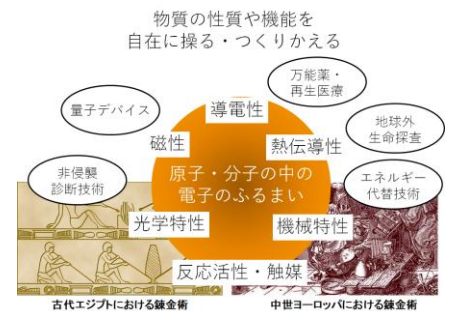 物質の性質や機能を
自在に操る・つくりかえる
万能薬・
再生医療
量子デバイス
導電性
地球外
生命探査
磁性
熱伝導性
非侵襲
診断技術
原子・分子の中の
電子のふるまい
エネルギー
代替技術
光学特性
機械特性
反応活性・触媒
古代エジプトにおける錬金術
中世ヨーロッパにおける錬金術